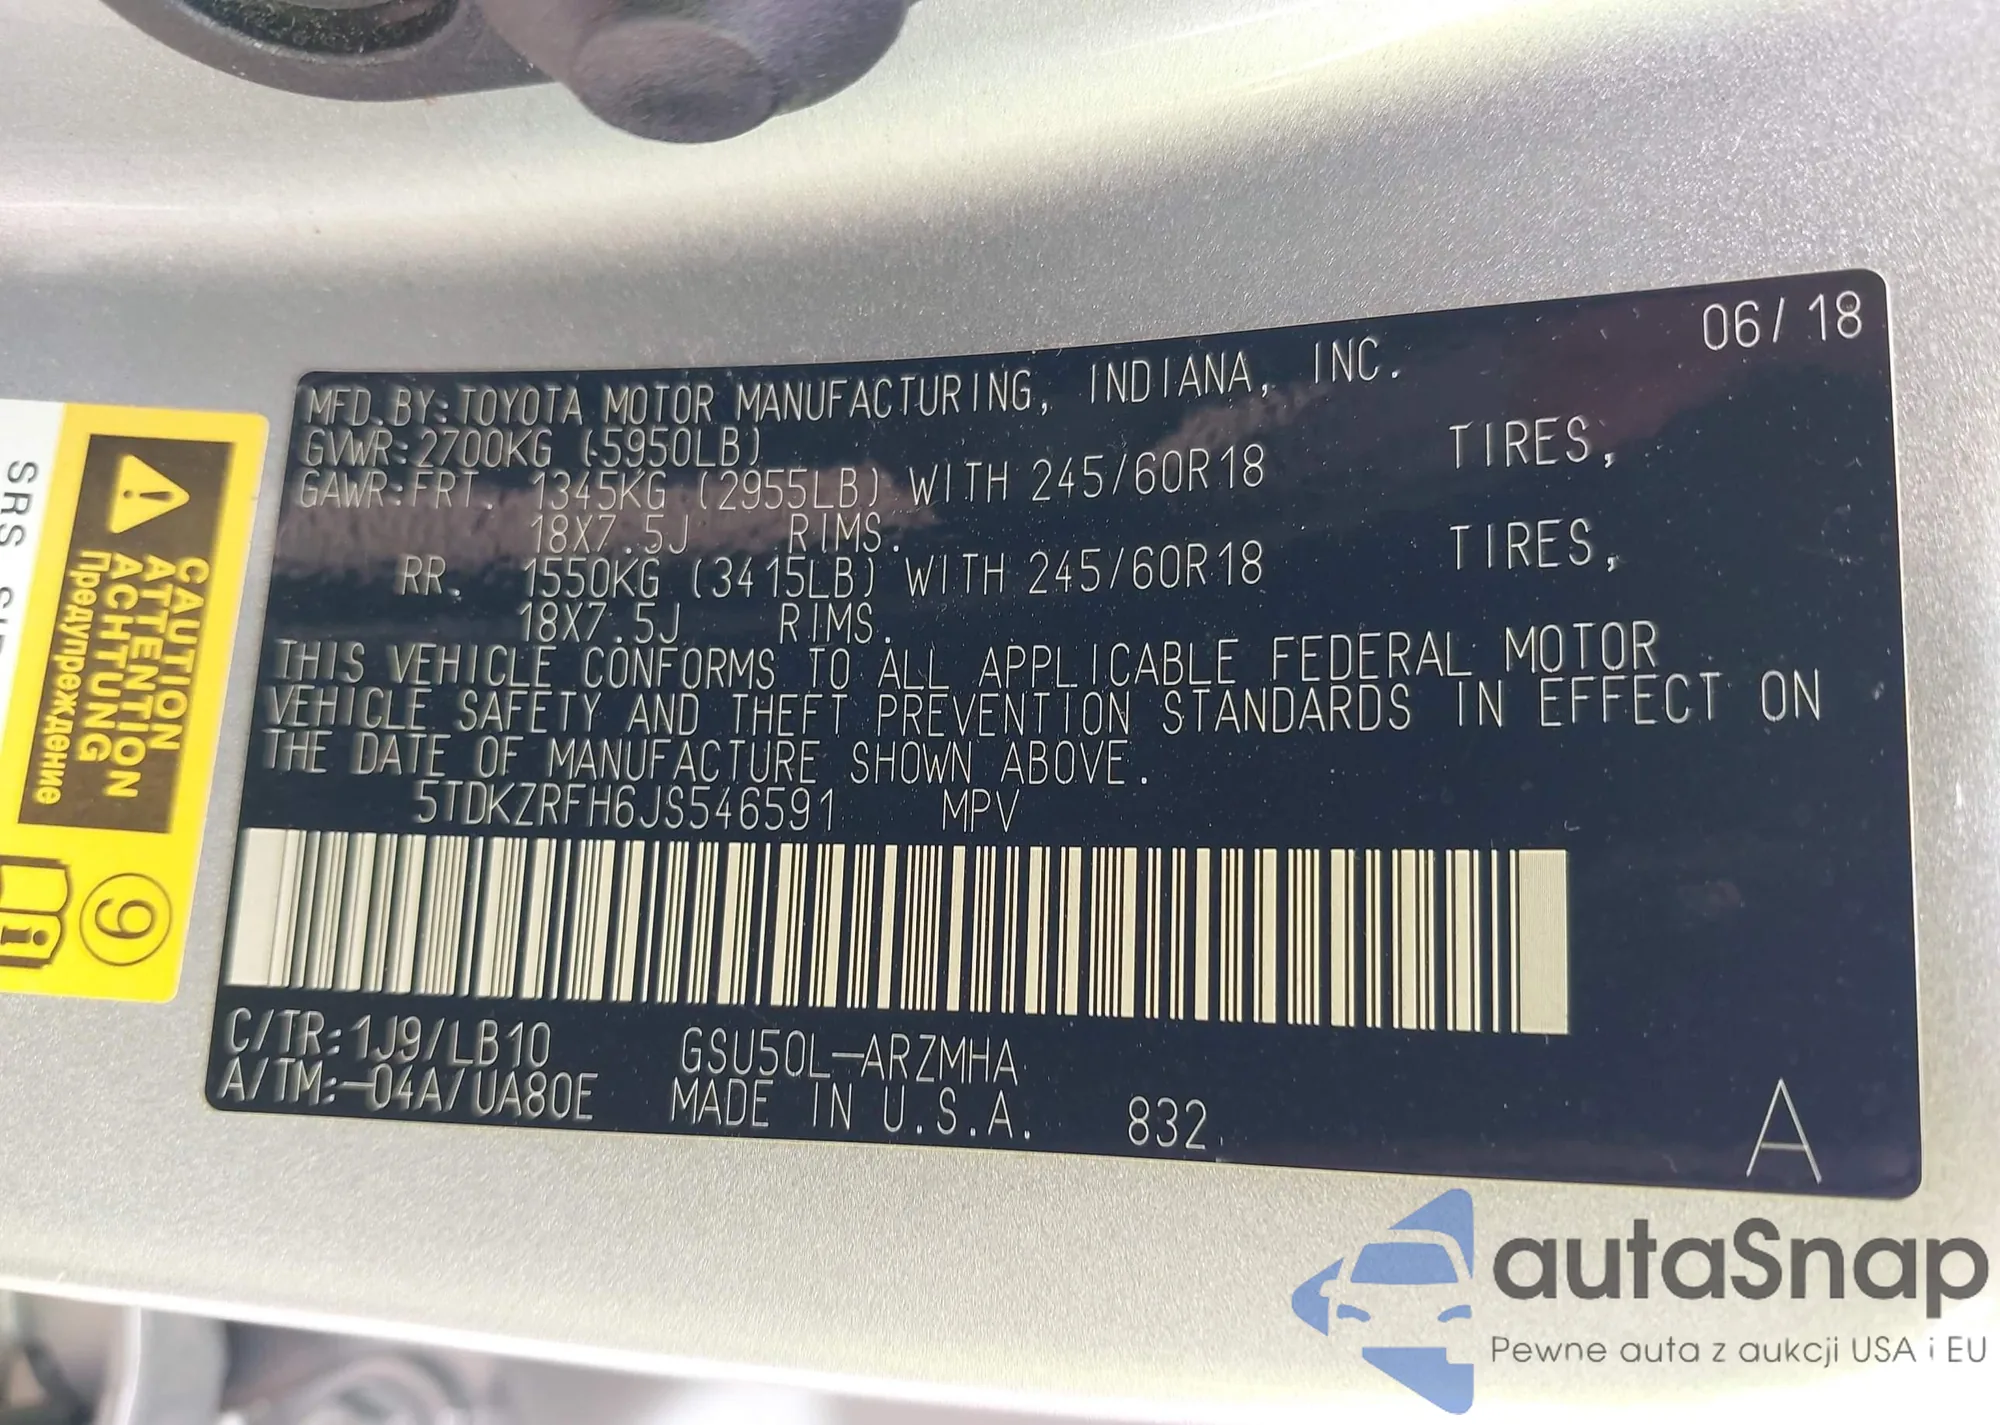 06/18
MFD.BY:TOYOTA MOTOR MANUFACTURING, INDIANA, INC.
GVWR:2700KG (5950LB)
GAWR:FRT. 1345KG (2955LB) WITH 245/60R18 TIRES,
18X7.5J RIMS.
RR. 1550KG (3415LB) WITH 245/60R18 TIRES,
18X7.5J RIMS.
THIS VEHICLE CONFORMS TO ALL APPLICABLE FEDERAL MOTOR
VEHICLE SAFETY AND THEFT PREVENTION STANDARDS IN EFFECT ON
THE DATE OF MANUFACTURE SHOWN ABOVE.
5TDKZRFH6JS546591 MPV
C/TR:1J9/LB10 GSU50L-ARZMHA
A/TM:-04A/UA80E MADE IN U.S.A. 832 A
CAUTION
ATTENTION
ACHTUNG
Предупреждение
9
SRS
autaSnap
Pewne auta z aukcji USA i EU